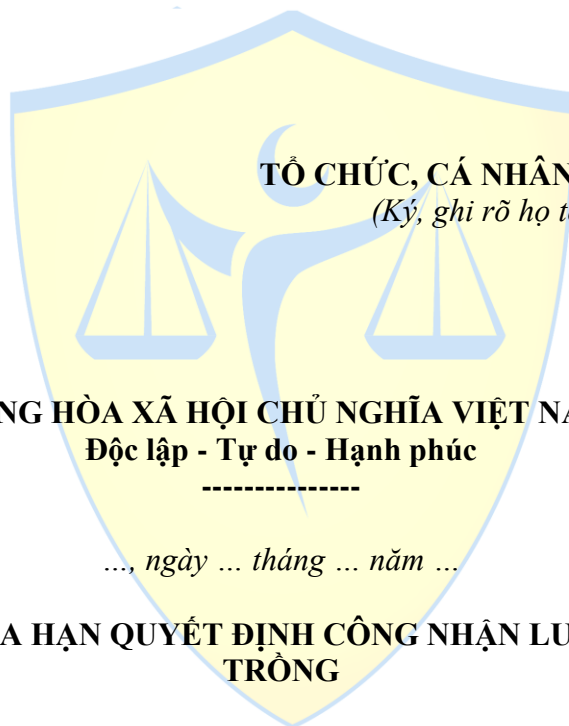 TỔ CHỨC, CÁ NHÂN
(Ký, ghi rõ họ t
NG HÒA XÃ HỘI CHỦ NGHĨA VIỆT NA
Độc lập - Tự do - Hạnh phúc
---------------
..., ngày ... tháng ... năm ...
A HẠN QUYẾT ĐỊNH CÔNG NHẬN LƯ
TRỒNG